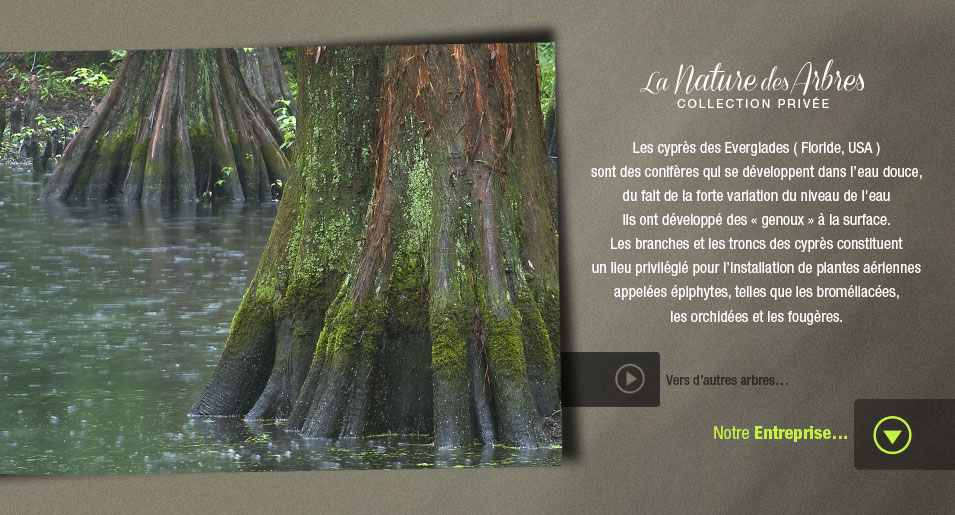 La Nature des Arbres
COLLECTION PRIVÉE
Les cyprès des Everglades ( Floride, USA )
sont des conifères qui se développent dans l'eau douce,
du fait de la forte variation du niveau de l'eau
Ils ont développé des « genoux » à la surface.
Les branches et les troncs des cyprès constituent
un lieu privilégié pour l'installation de plantes aériennes
appelées épiphytes, telles que les broméliacées,
les orchidées et les fougères.
Vers d'autres arbres...
Notre Entreprise...